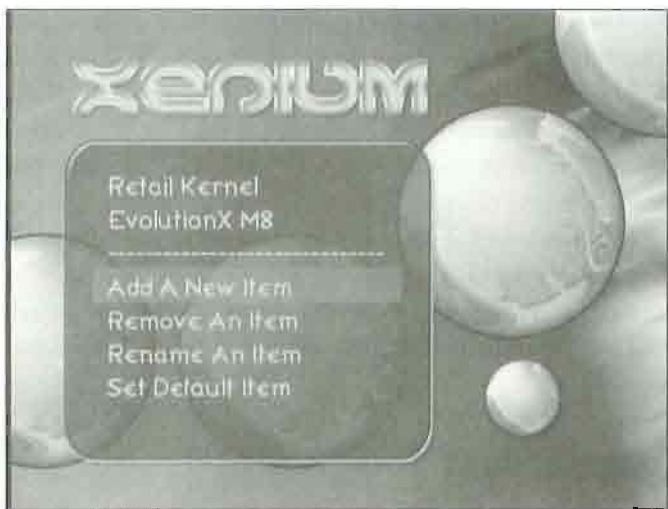 XENIUM
Retail Kernel
EvolutionX M8
------------------------------
Add A New Item
Remove An Item
Rename An Item
Set Default Item